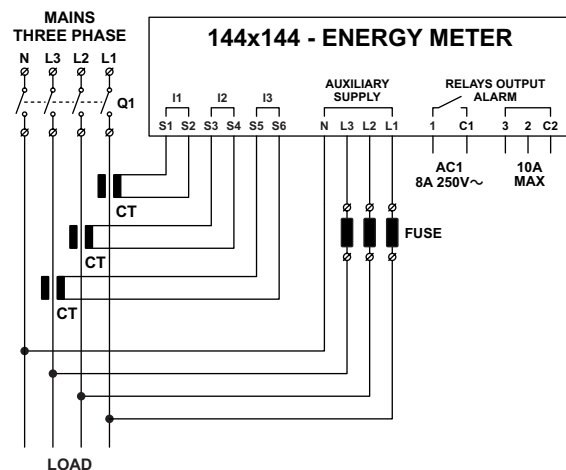 MAINS
THREE PHASE
N L3 L2 L1
Q1
144x144 - ENERGY METER
I1 I2 I3
AUXILIARY
SUPPLY
RELAYS OUTPUT
ALARM
S1 S2 S3 S4 S5 S6 N L3 L2 L1 1 C1 3 2 C2
AC1
8A 250V~
10A
MAX
CT
CT
CT
FUSE
LOAD